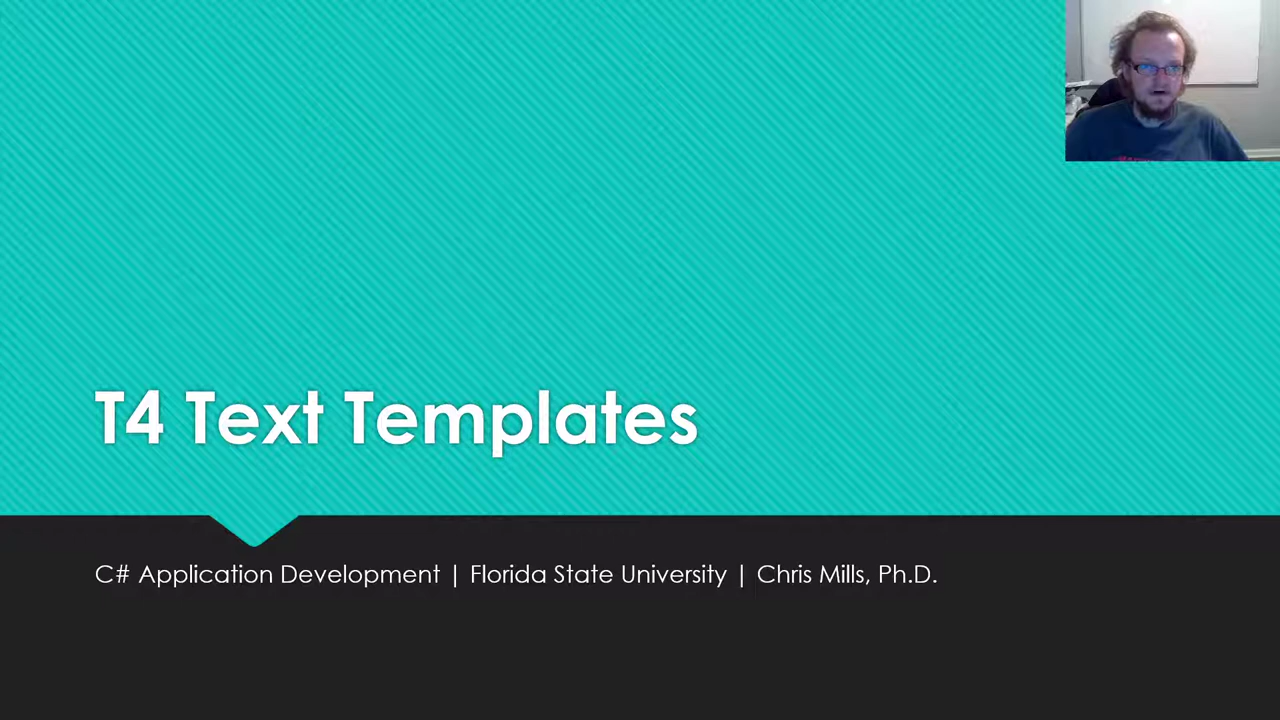 T4 Text Templates
C# Application Development | Florida State University | Chris Mills, Ph.D.